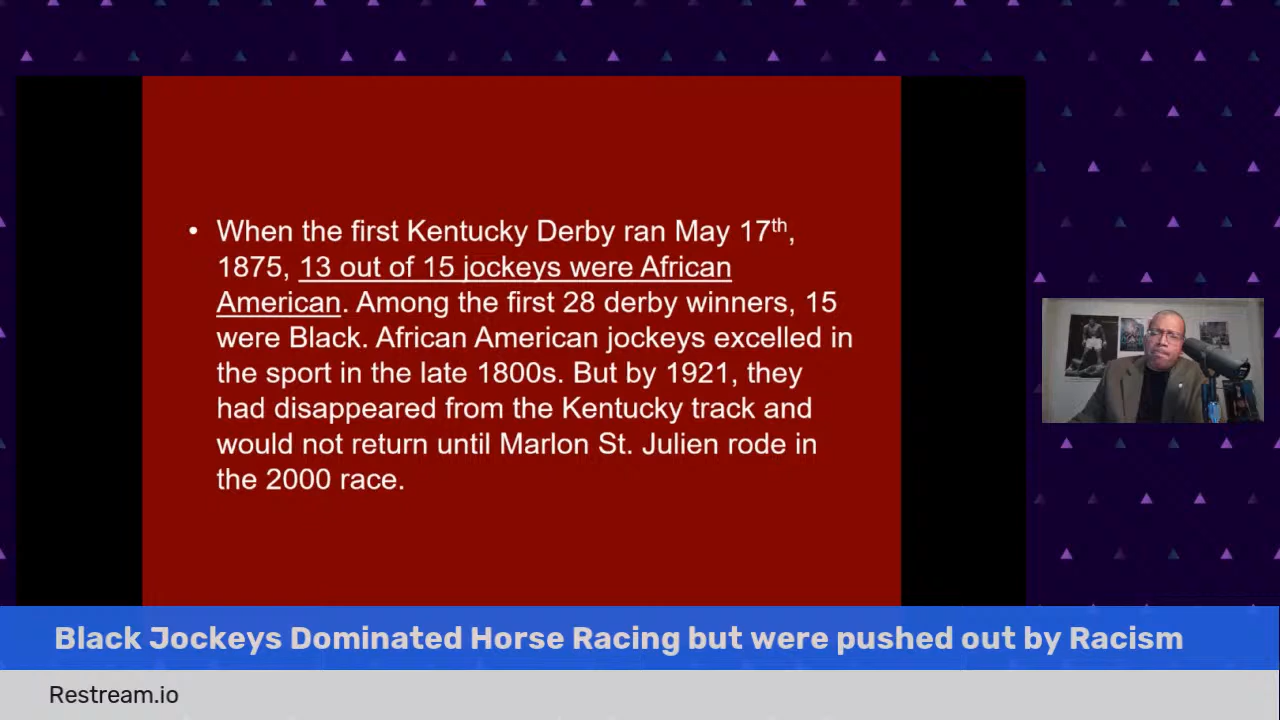 • When the first Kentucky Derby ran May 17th,
1875, 13 out of 15 jockeys were African
American. Among the first 28 derby winners, 15
were Black. African American jockeys excelled in
the sport in the late 1800s. But by 1921, they
had disappeared from the Kentucky track and
would not return until Marlon St. Julien rode in
the 2000 race.
Black Jockeys Dominated Horse Racing but were pushed out by Racism
Restream.io